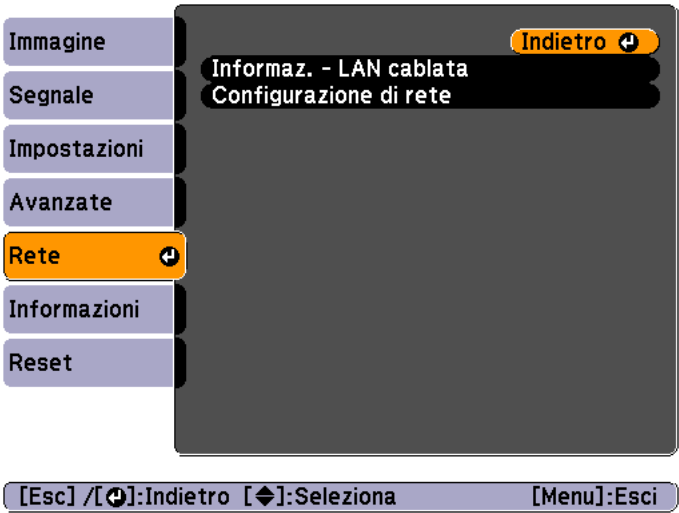 Immagine
Segnale
Impostazioni
Avanzate
Rete
Informazioni
Reset
Indietro
Informaz. - LAN cablata
Configurazione di rete
[Esc] /[⏎]:Indietro [◆]:Seleziona [Menu]:Esci